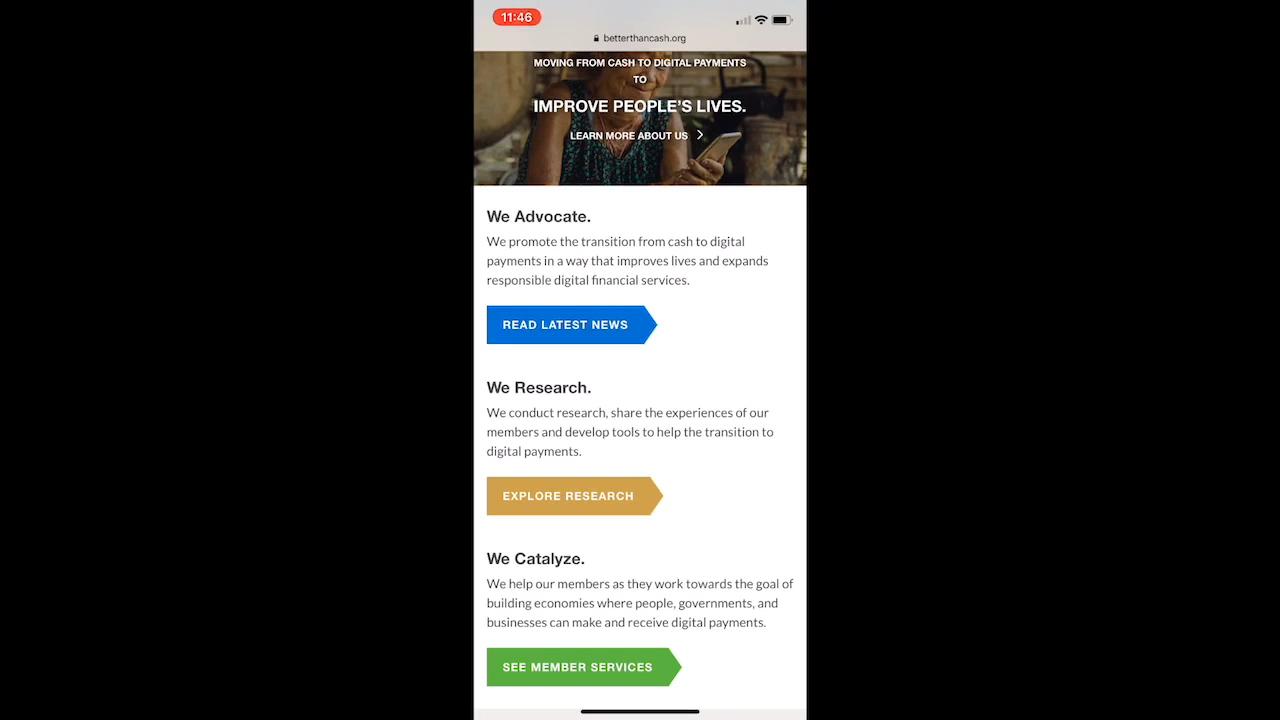 11:46
betterthancash.org
MOVING FROM CASH TO DIGITAL PAYMENTS
TO
IMPROVE PEOPLE'S LIVES.
LEARN MORE ABOUT US
We Advocate.
We promote the transition from cash to digital
payments in a way that improves lives and expands
responsible digital financial services.
READ LATEST NEWS
We Research.
We conduct research, share the experiences of our
members and develop tools to help the transition to
digital payments.
EXPLORE RESEARCH
We Catalyze.
We help our members as they work towards the goal of
building economies where people, governments, and
businesses can make and receive digital payments.
SEE MEMBER SERVICES